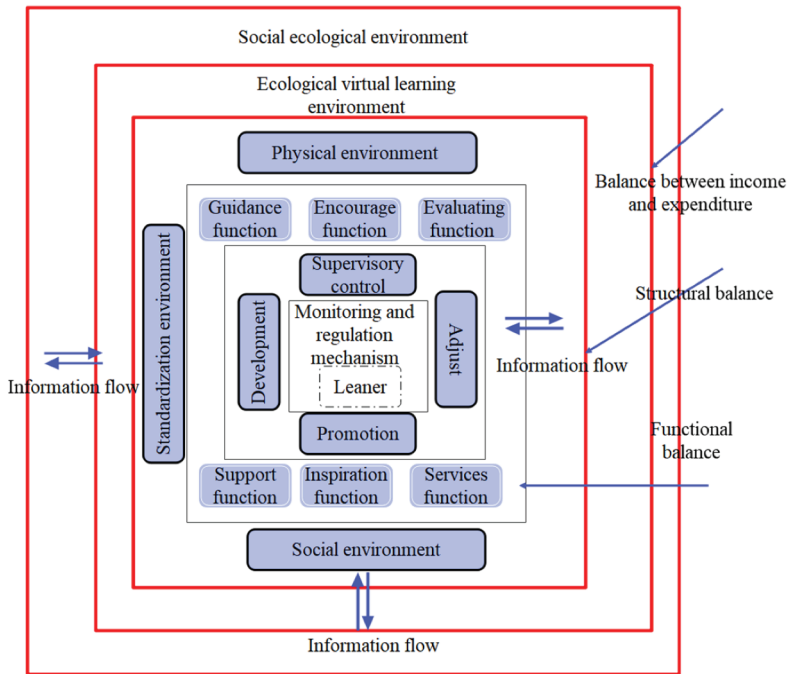 Social ecological environment
Ecological virtual learning
environment
Physical environment
Balance between income
and expenditure
Guidance
function
Encourage
function
Evaluating
function
Standardization environment
Supervisory
control
Structural balance
Development
Monitoring and
and regulation
mechanism
Leaner
Adjust
Information flow
Information flow
Promotion
Functional
balance
Support
function
Inspiration
function
Services
function
Social environment
Information flow